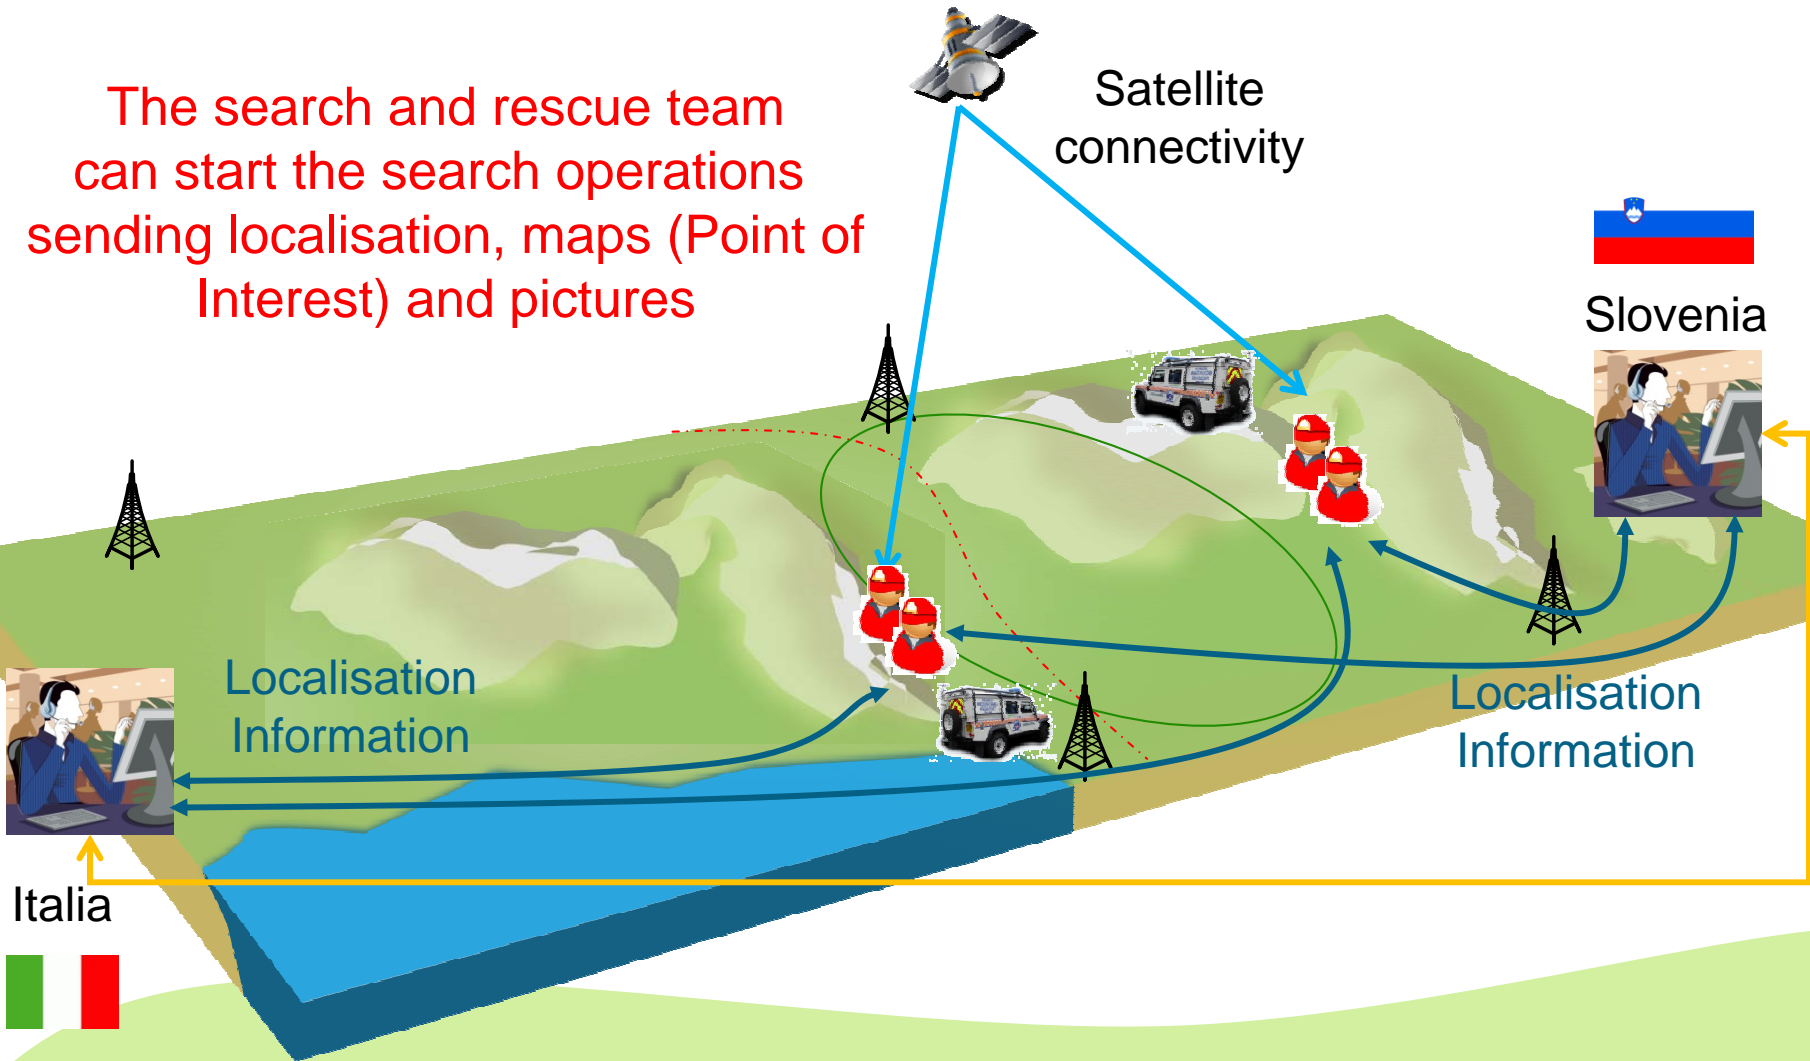 The search and rescue team
can start the search operations
sending localisation, maps (Point of
Interest) and pictures
Satellite
connectivity
Slovenia
Localisation
Information
Localisation
Information
Italia